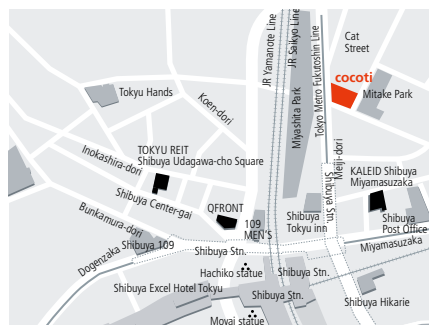 JR Yamanote Line
JR Saikyo Line
Tokyo Metro Fukutoshin Line
Cat
Street
cocoti
Mitake Park
Tokyu Hands
Koen-dori
Miyashita Park
Meiji-dori
Inokashira-dori
TOKYU REIT
Shibuya Udagawa-cho Square
Shibuya Center-gai
KALEID Shibuya
Miyamasuzaka
Shibuya Stn.
Bunkamura-dori
QFRONT
109
MEN'S
Shibuya
Tokyu inn
Shibuya
Post Office
Miyamasuzaka
Shibuya 109
Dogenzaka
Shibuya Stn.
Hachiko statue
Shibuya Stn.
Shibuya Excel Hotel Tokyu
Shibuya Stn.
Shibuya Hikarie
Moyai statue